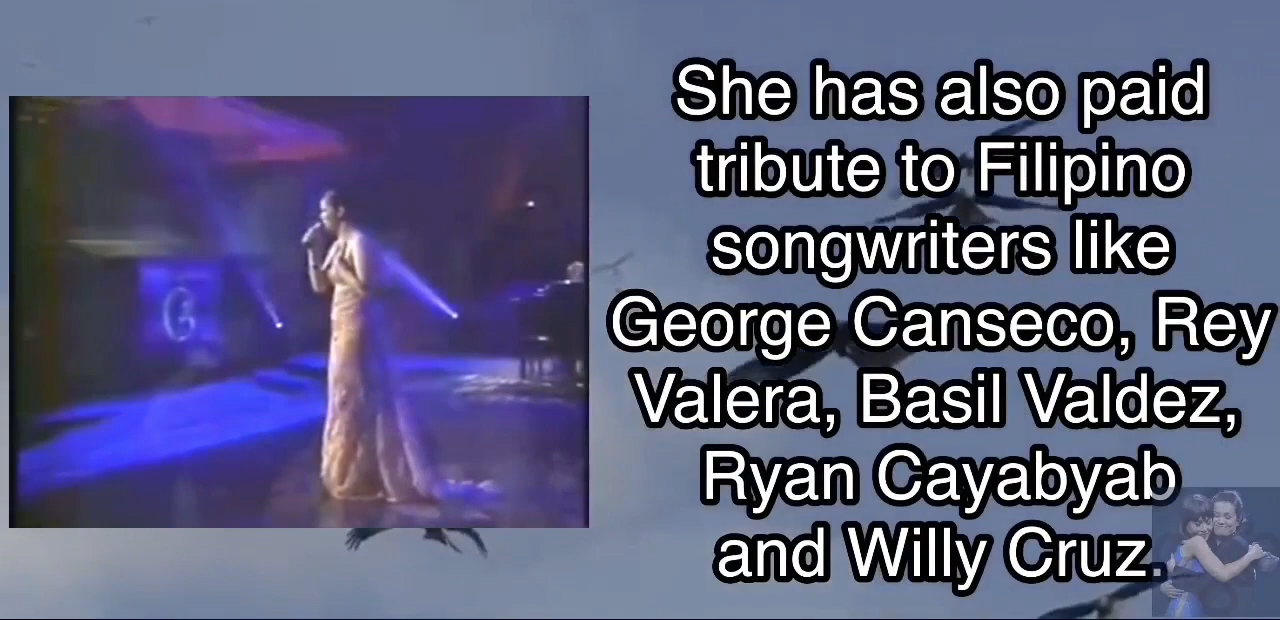 She has also paid
tribute to Filipino
songwriters like
George Canseco, Rey
Valera, Basil Valdez,
Ryan Cayabyab
and Willy Cruz.
G